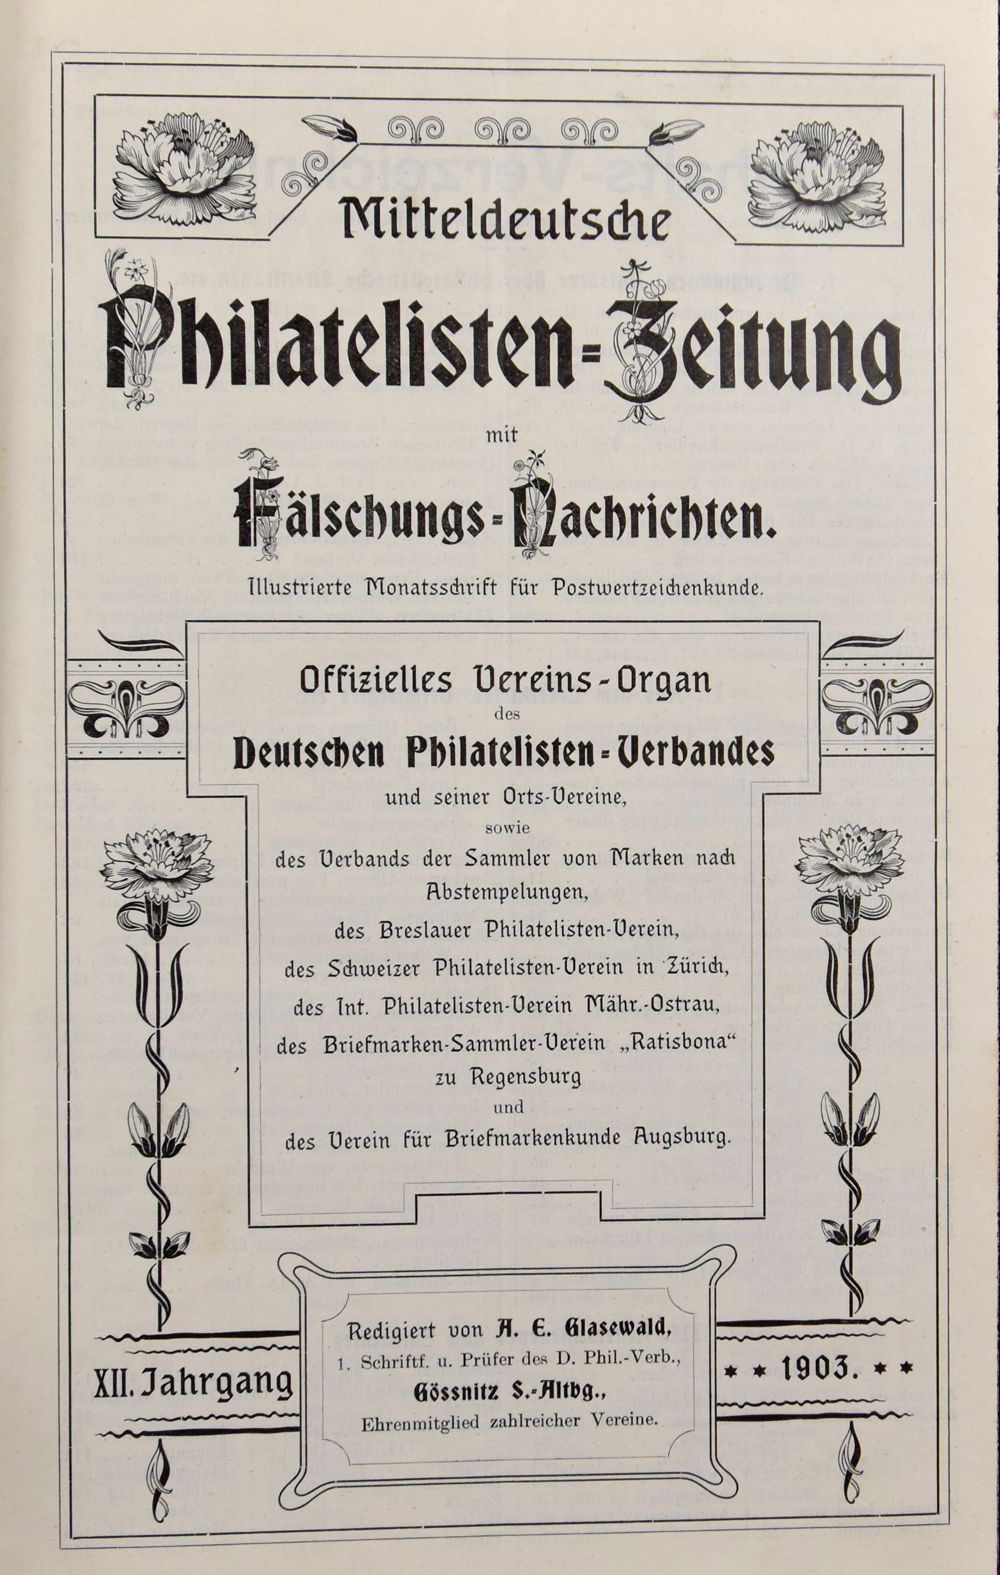 Mitteldeutsche
Philatelisten-Zeitung
mit
Fälschungs-Nachrichten.
Illustrierte Monatsschrift für Postwertzeichenkunde.
Offizielles Vereins-Organ
des
Deutschen Philatelisten-Verbandes
und seiner Orts-Vereine,
sowie
des Verbands der Sammler von Marken nach
Abstempelungen,
des Breslauer Philatelisten-Verein,
des Schweizer Philatelisten-Verein in Zürich,
des Int. Philatelisten-Verein Mähr.-Ostrau,
des Briefmarken-Sammler-Verein „Ratisbona“
zu Regensburg
und
des Verein für Briefmarkenkunde Augsburg.
Redigiert von A. E. Glasewald,
1. Schriftf. u. Prüfer des D. Phil.-Verb.,
Gössnitz S.-Altbg.,
Ehrenmitglied zahlreicher Vereine.
XII. Jahrgang
* * 1903. * *